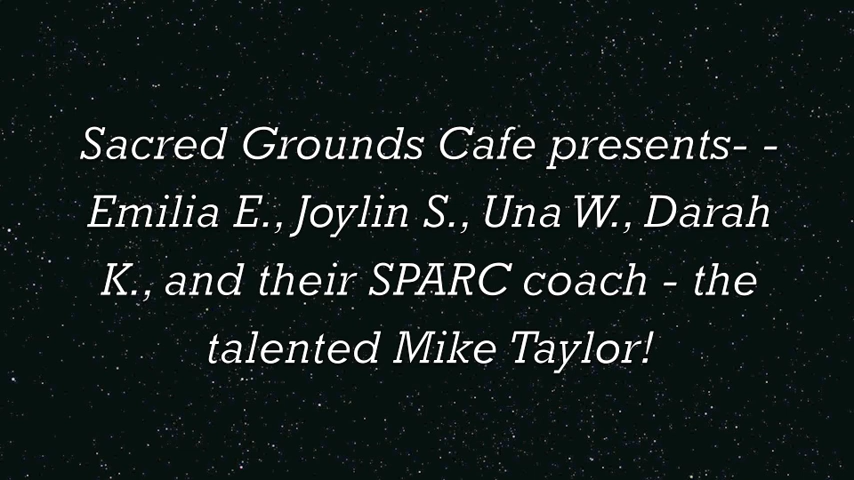 Sacred Grounds Cafe presents- -
Emilia E., Joylin S., Una W., Darah
K., and their SPARC coach - the
talented Mike Taylor!